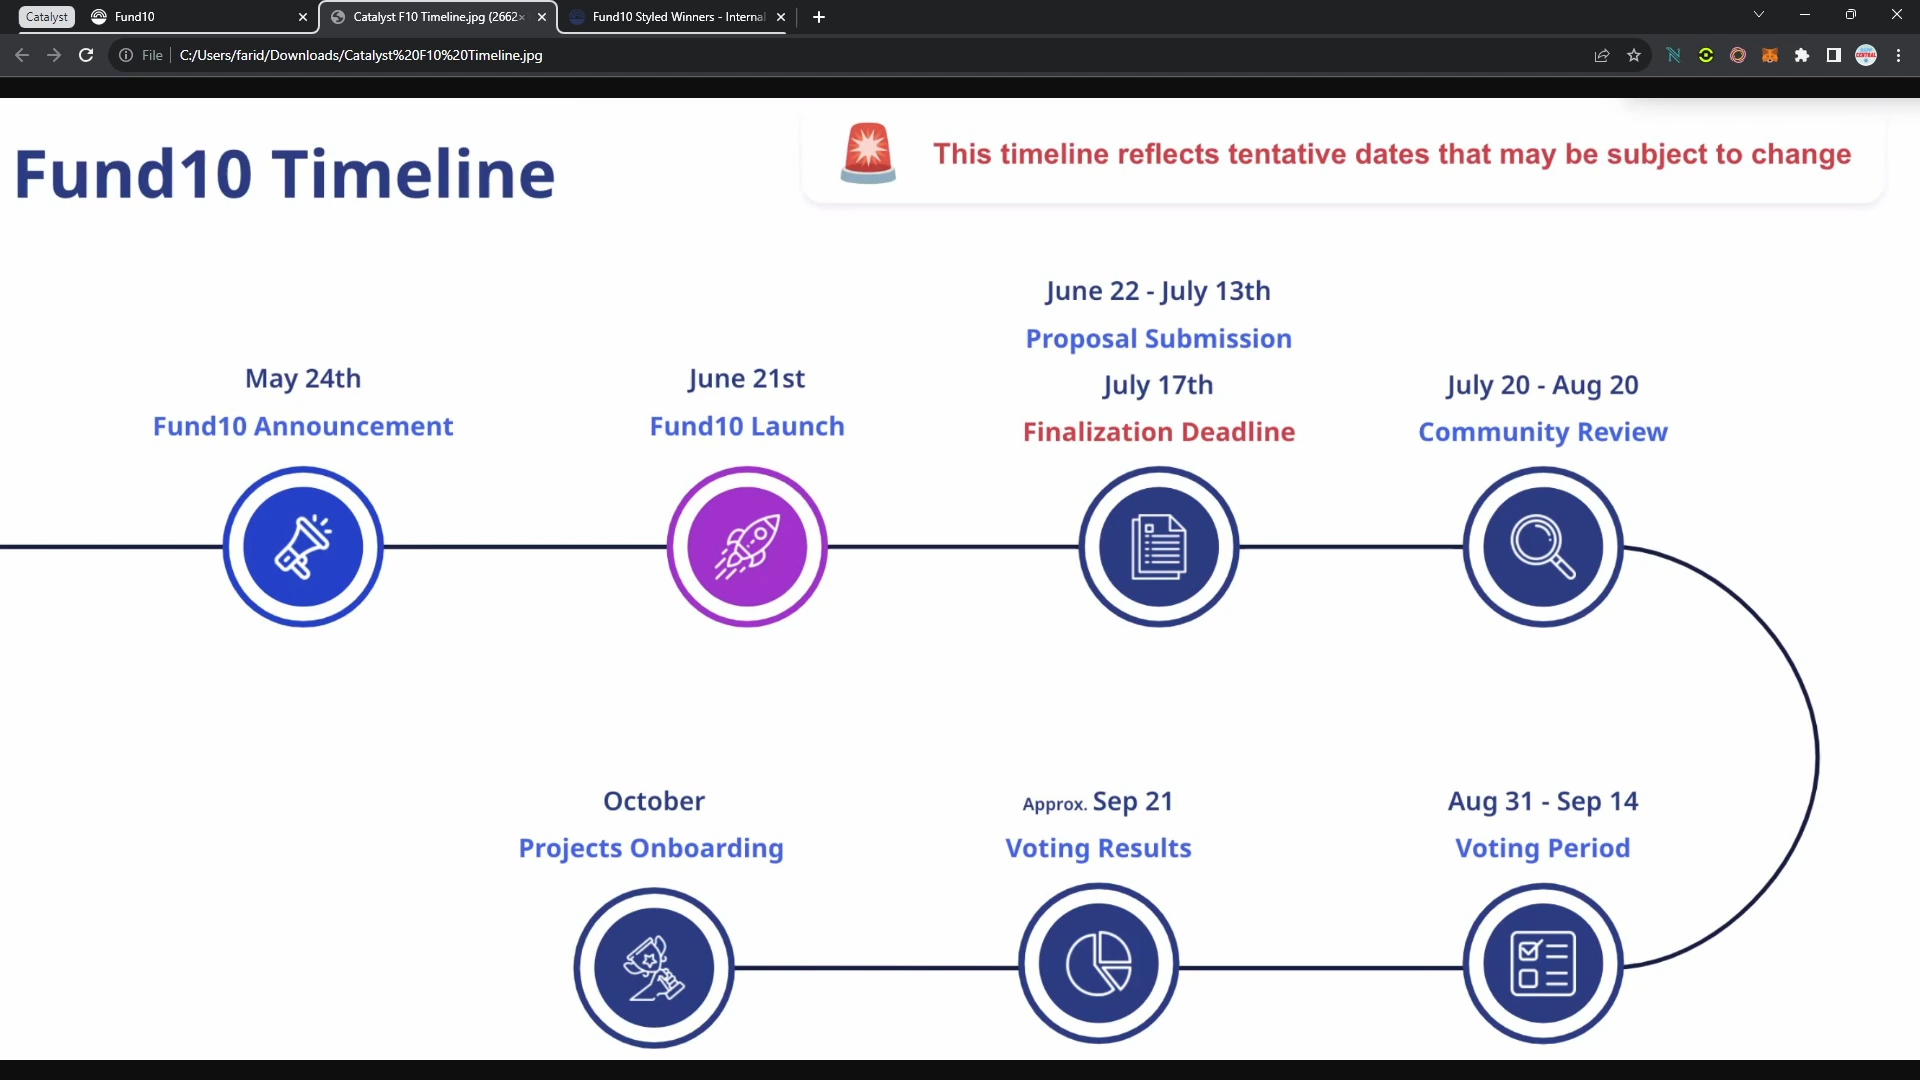 Catalyst
Fund10
Catalyst F10 Timeline.jpg (2662×
Fund10 Styled Winners - Internal
File
C:/Users/farid/Downloads/Catalyst%20F10%20Timeline.jpg
Fund10 Timeline
This timeline reflects tentative dates that may be subject to change
May 24th
Fund10 Announcement
June 21st
Fund10 Launch
June 22 - July 13th
Proposal Submission
July 17th
Finalization Deadline
July 20 - Aug 20
Community Review
October
Projects Onboarding
Approx. Sep 21
Voting Results
Aug 31 - Sep 14
Voting Period